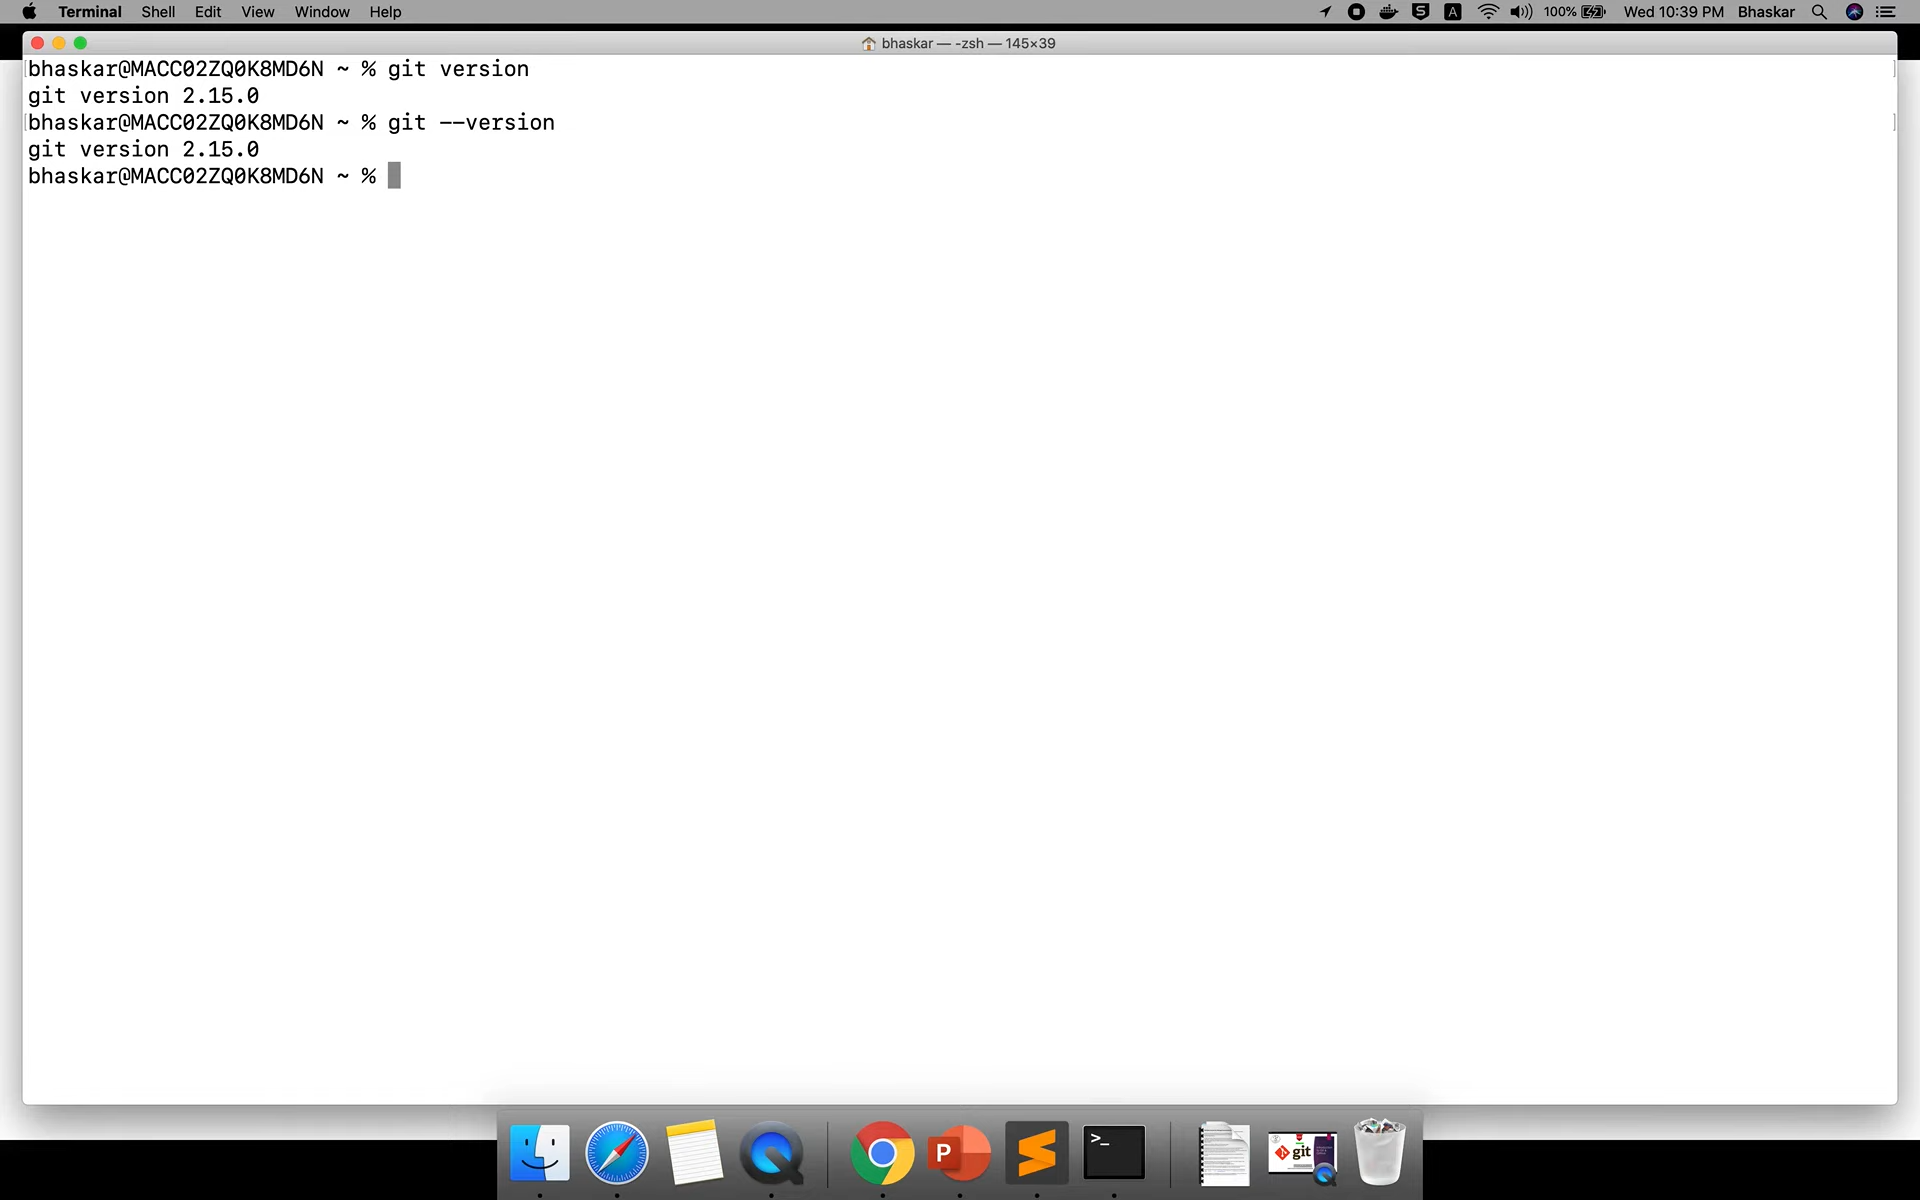 Terminal Shell Edit View Window Help 100% Wed 10:39 PM Bhaskar
bhaskar — -zsh — 145×39
bhaskar@MACC02ZQ0K8MD6N ~ % git version
git version 2.15.0
bhaskar@MACC02ZQ0K8MD6N ~ % git --version
git version 2.15.0
bhaskar@MACC02ZQ0K8MD6N ~ %
P
>_
git